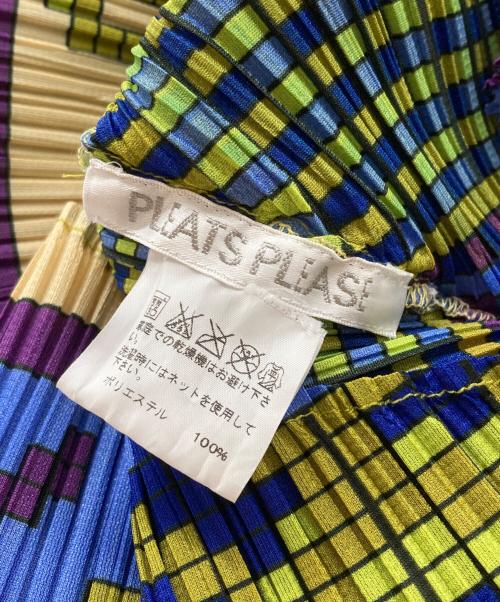 PLEATS PLEASE
家庭での乾燥機はお避け下さ
い。
洗濯時にはネットを使用して
下さい。
ポリエステル 100%